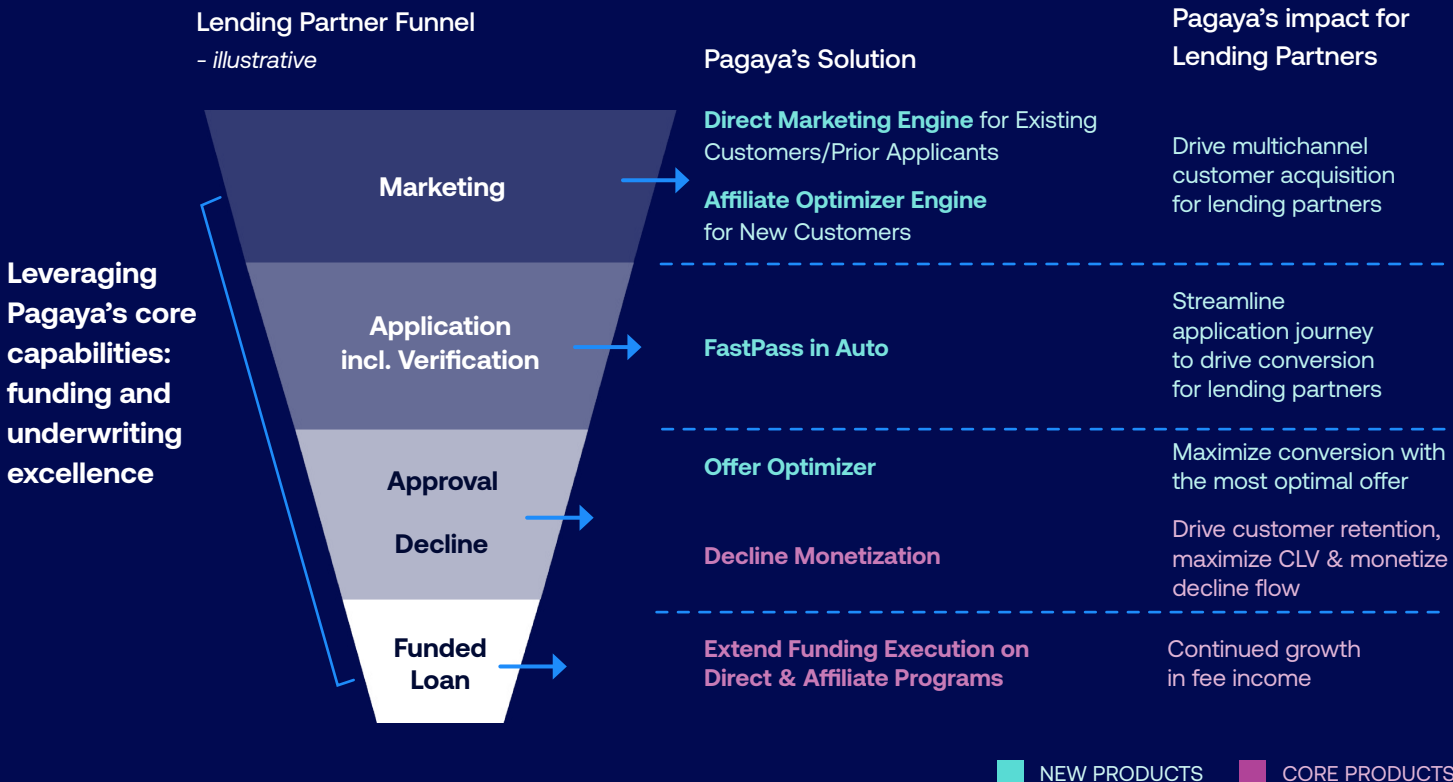 Lending Partner Funnel
- illustrative
Pagaya’s Solution
Pagaya’s impact for
Lending Partners
Leveraging
Pagaya’s core
capabilities:
funding and
underwriting
excellence
Marketing
Direct Marketing Engine for Existing
Customers/Prior Applicants
Affiliate Optimizer Engine
for New Customers
Drive multichannel
customer acquisition
for lending partners
Application
incl. Verification
FastPass in Auto
Streamline
application journey
to drive conversion
for lending partners
Approval
Decline
Offer Optimizer
Maximize conversion with
the most optimal offer
Decline Monetization
Drive customer retention,
maximize CLV & monetize
decline flow
Funded
Loan
Extend Funding Execution on
Direct & Affiliate Programs
Continued growth
in fee income
NEW PRODUCTS
CORE PRODUCTS